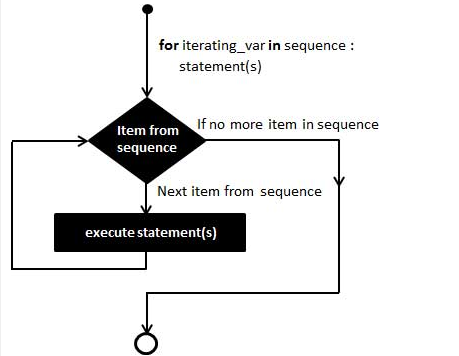 for iterating_var in sequence :
statement(s)
If no more item in sequence
Item from
sequence
Next item from sequence
execute statement(s)